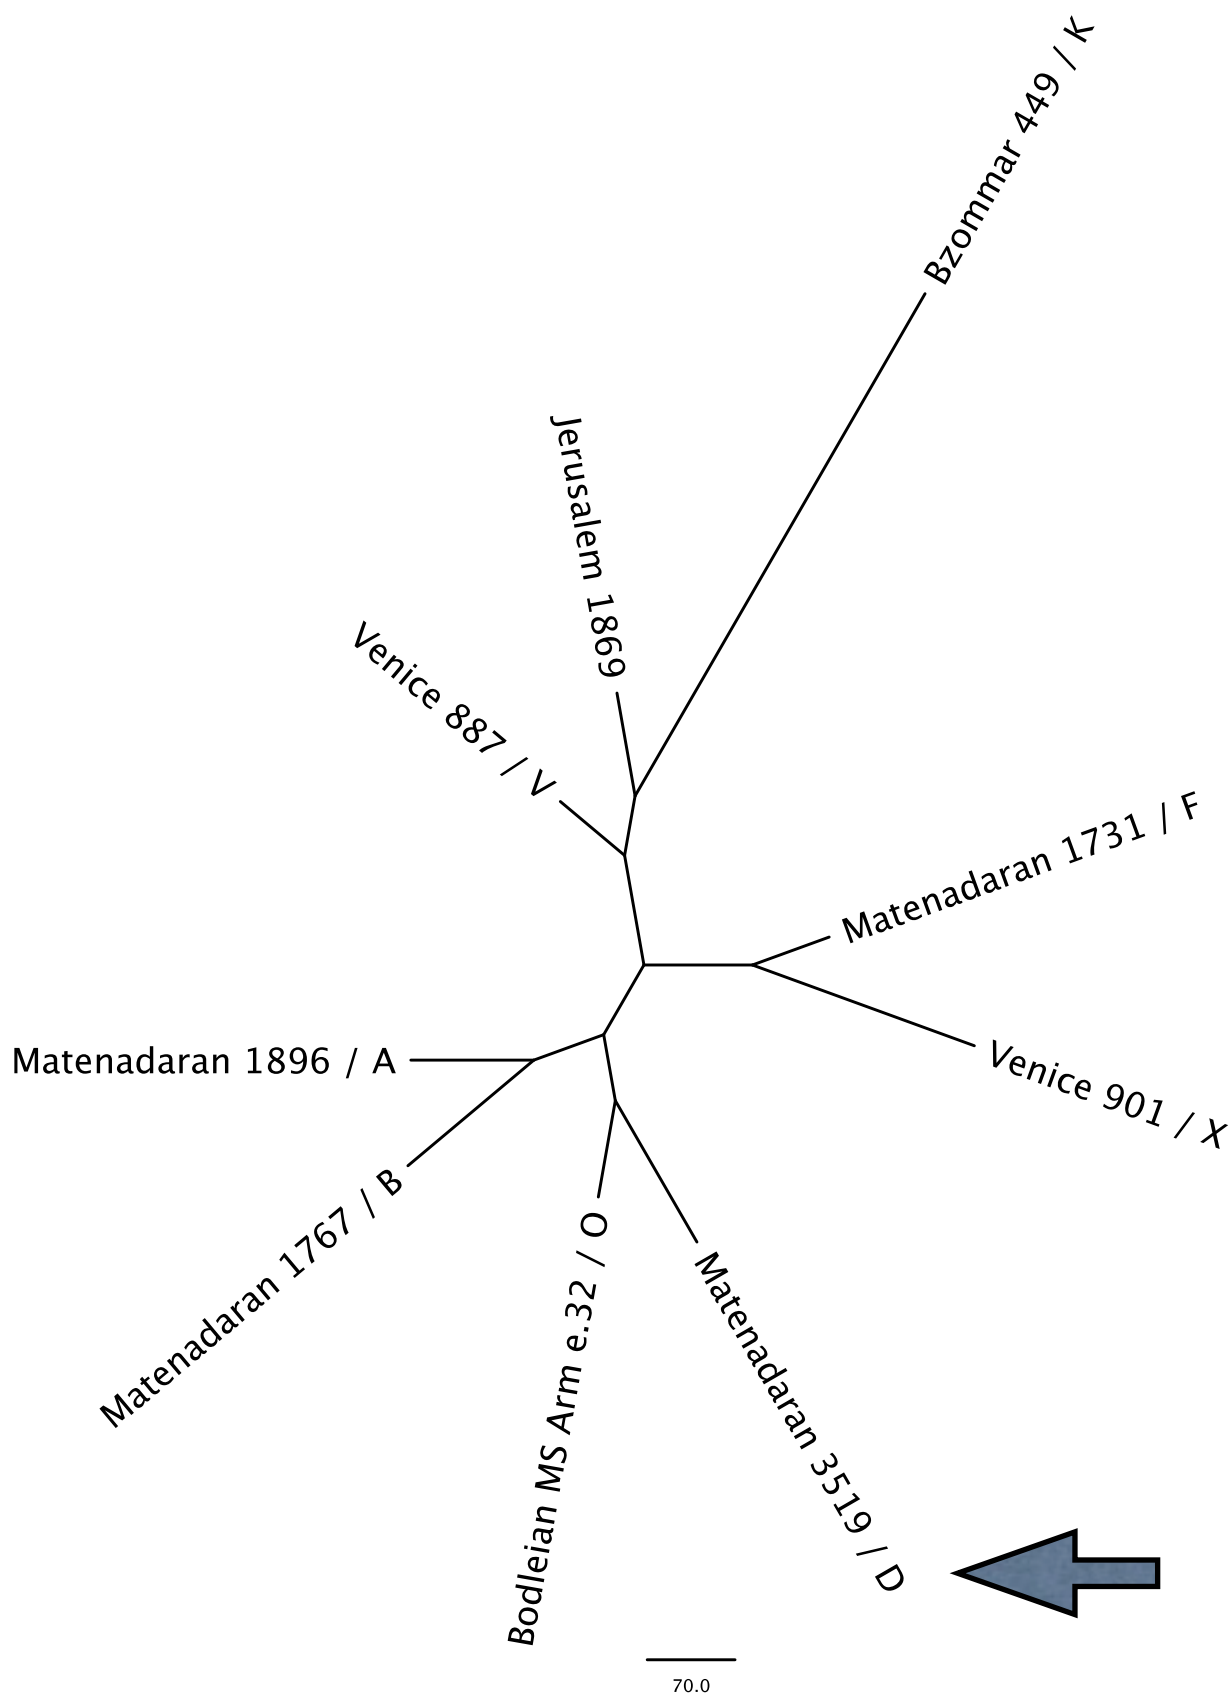 Bzommar 449 / K
Jerusalem 1869
Venice 887 / V
Matenadaran 1731 / F
Venice 901 / X
Matenadaran 1896 / A
Matenadaran 1767 / B
Bodleian MS Arm e.32 / O
Matenadaran 3519 / D
70.0